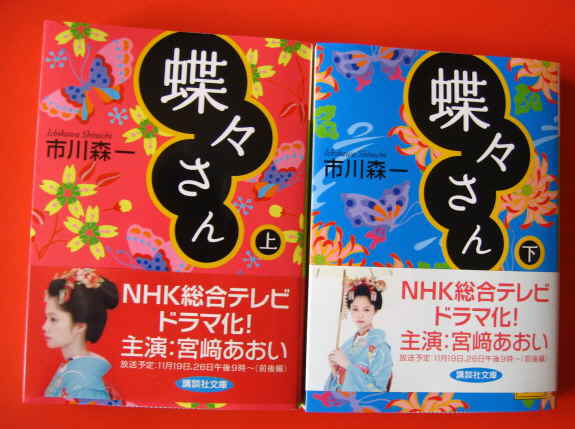 蝶々さん
Ichikawa Shinichi
市川森一
上
NHK総合テレビ
ドラマ化!
主演:宮﨑あおい
放送予定:11月19日、26日午後9時〜(前後編)
講談社文庫
蝶々さん
Ichikawa Shinichi
市川森一
下
NHK総合テレビ
ドラマ化!
主演:宮﨑あおい
放送予定:11月19日、26日午後9時〜(前後編)
講談社文庫